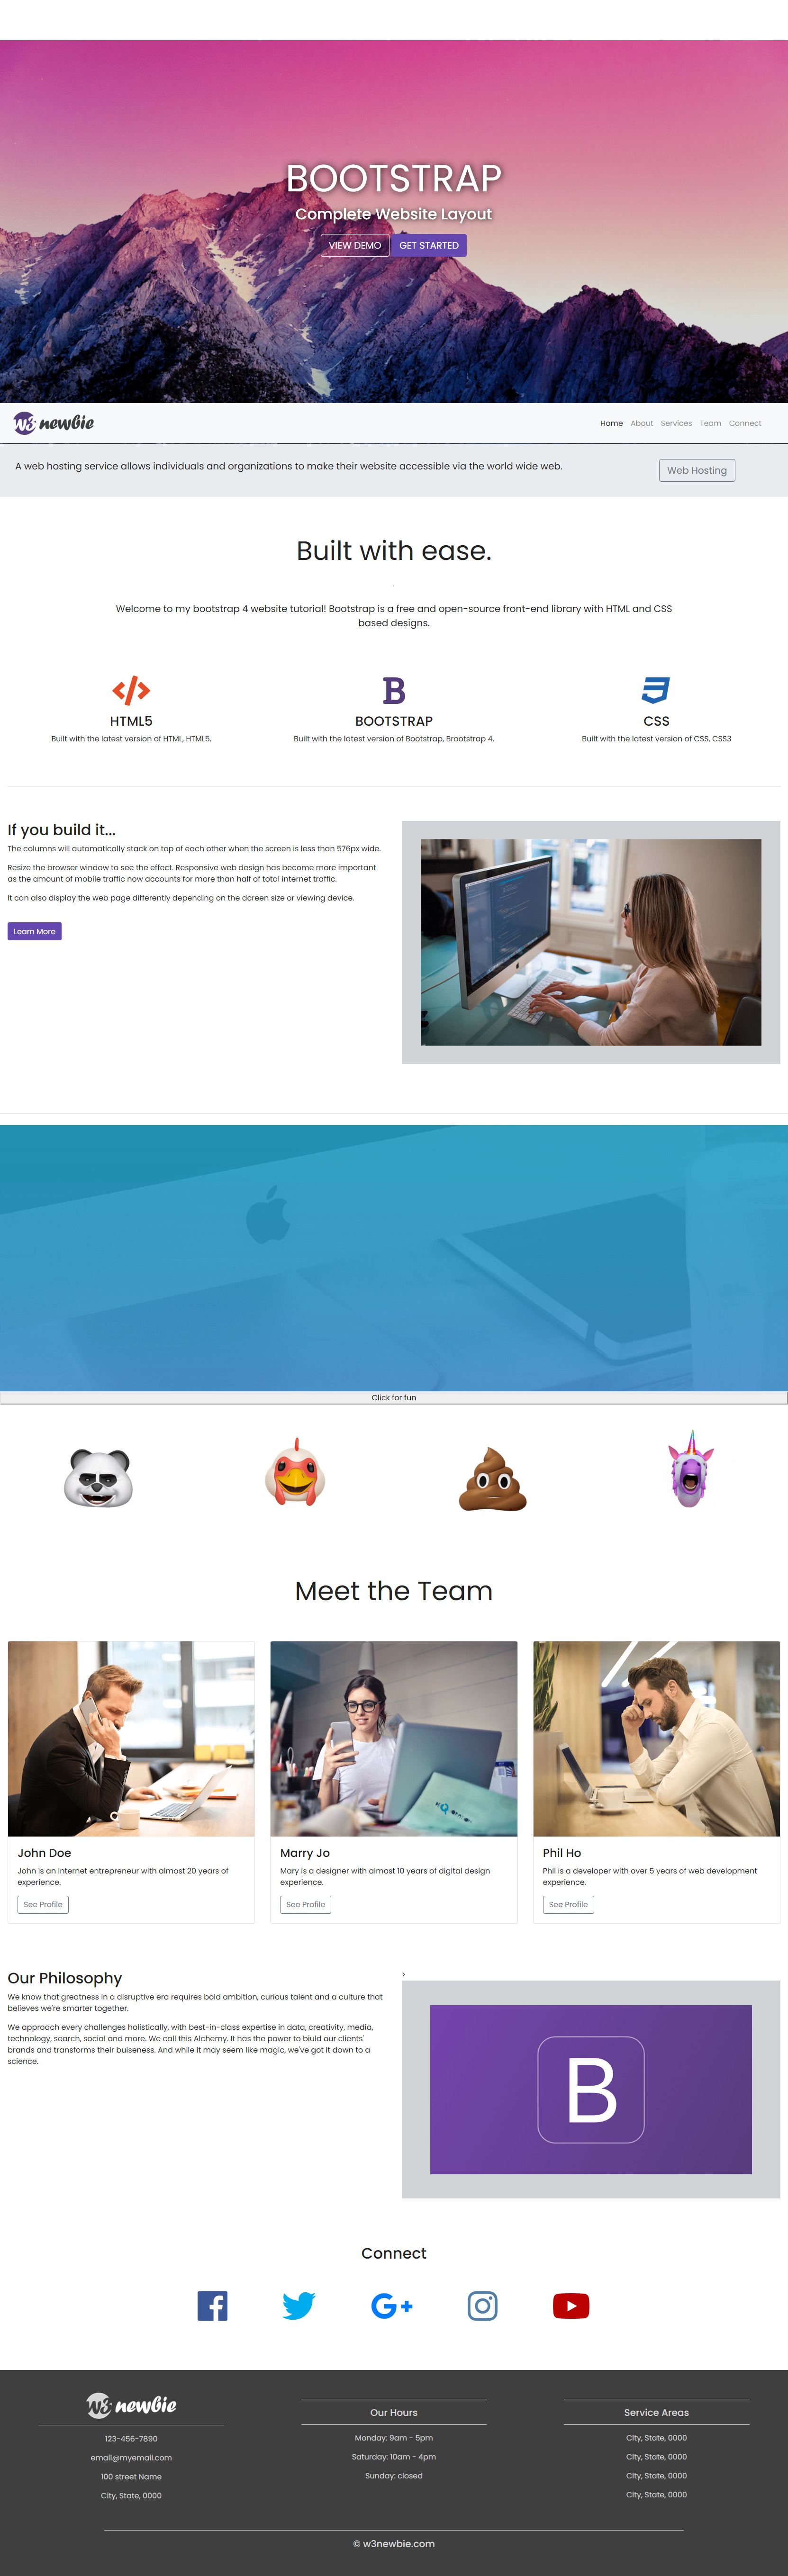 BOOTSTRAP
Complete Website Layout
VIEW DEMO
GET STARTED
W3 newbie
Home About Services Team Connect
A web hosting service allows individuals and organizations to make their website accessible via the world wide web.
Web Hosting
Built with ease.
Welcome to my bootstrap 4 website tutorial! Bootstrap is a free and open-source front-end library with HTML and CSS
based designs.
B
HTML5
Built with the latest version of HTML, HTML5.
BOOTSTRAP
Built with the latest version of Bootstrap, Brootstrap 4.
CSS
Built with the latest version of CSS, CSS3
If you build it...
The columns will automatically stack on top of each other when the screen is less than 576px wide.
Resize the browser window to see the effect. Responsive web design has become more important
as the amount of mobile traffic now accounts for more than half of total internet traffic.
It can also display the web page differently depending on the dcreen size or viewing device.
Learn More
Click for fun
Meet the Team
John Doe
John is an Internet entrepreneur with almost 20 years of
experience.
See Profile
Marry Jo
Mary is a designer with almost 10 years of digital design
experience.
See Profile
Phil Ho
Phil is a developer with over 5 years of web development
experience.
See Profile
Our Philosophy
We know that greatness in a disruptive era requires bold ambition, curious talent and a culture that
believes we're smarter together.
We approach every challenges holistically, with best-in-class expertise in data, creativity, media,
technology, search, social and more. We call this Alchemy. It has the power to biuld our clients'
brands and transforms their buiseness. And while it may seem like magic, we've got it down to a
science.
>
B
Connect
f
G+
W3 newbie
123-456-7890
email@myemail.com
100 street Name
City, State, 0000
Our Hours
Monday: 9am - 5pm
Saturday: 10am - 4pm
Sunday: closed
Service Areas
City, State, 0000
City, State, 0000
City, State, 0000
City, State, 0000
© w3newbie.com